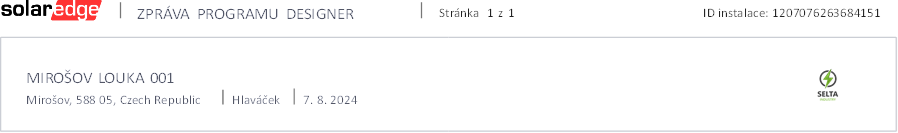 solaredge | ZPRÁVA PROGRAMU DESIGNER | Stránka 1 z 1 ID instalace: 1207076263684151
MIROŠOV LOUKA 001
Mirošov, 588 05, Czech Republic | Hlaváček | 7. 8. 2024
SELTA